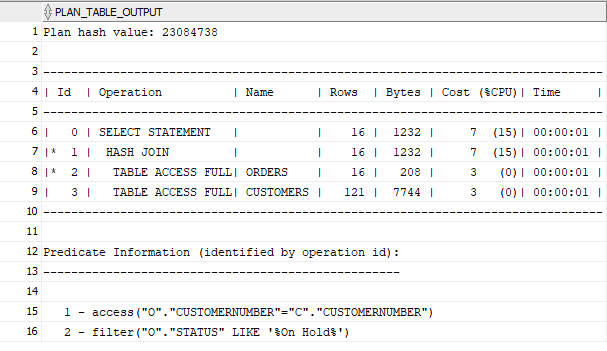 PLAN_TABLE_OUTPUT
1 Plan hash value: 23084738
2
3 --------------------------------------------------------------------------------
4 | Id  | Operation          | Name      | Rows  | Bytes | Cost (%CPU)| Time     |
5 --------------------------------------------------------------------------------
6 |   0 | SELECT STATEMENT   |           |    16 |  1232 |     7  (15)| 00:00:01 |
7 |*  1 |  HASH JOIN         |           |    16 |  1232 |     7  (15)| 00:00:01 |
8 |*  2 |   TABLE ACCESS FULL| ORDERS    |    16 |   208 |     3   (0)| 00:00:01 |
9 |   3 |   TABLE ACCESS FULL| CUSTOMERS |   121 |  7744 |     3   (0)| 00:00:01 |
10 --------------------------------------------------------------------------------
11
12 Predicate Information (identified by operation id):
13 ---------------------------------------------------
14
15    1 - access("O"."CUSTOMERNUMBER"="C"."CUSTOMERNUMBER")
16    2 - filter("O"."STATUS" LIKE '%On Hold%')